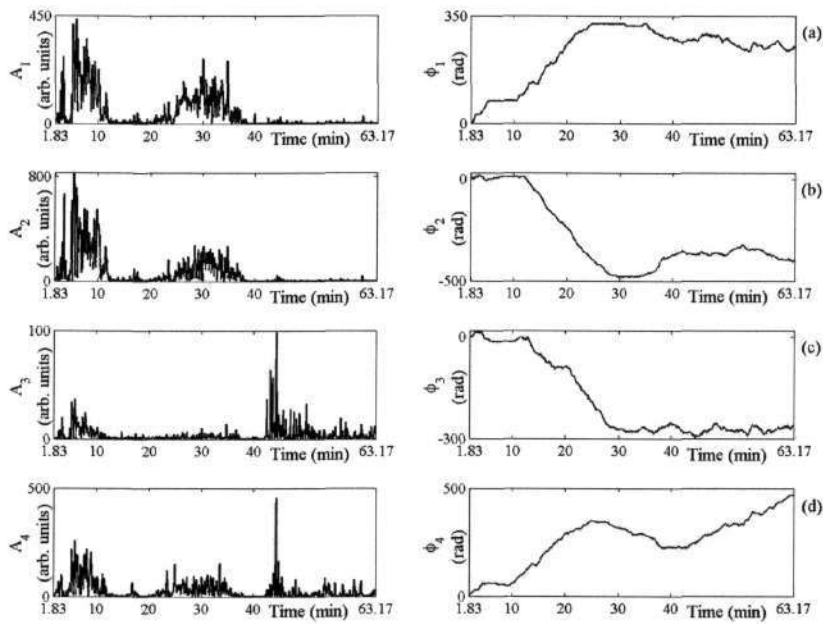 450
A1
(arb. units)
0
1.83 10 20 30 40 Time (min) 63.17
350
ϕ1
(rad)
0
1.83 10 20 30 40 Time (min) 63.17
(a)
800
A2
(arb. units)
0
1.83 10 20 30 40 Time (min) 63.17
0
ϕ2
(rad)
-500
1.83 10 20 30 40 Time (min) 63.17
(b)
100
A3
(arb. units)
0
1.83 10 20 30 40 Time (min) 63.17
0
ϕ3
(rad)
-300
1.83 10 20 30 40 Time (min) 63.17
(c)
500
A4
(arb. units)
0
1.83 10 20 30 40 Time (min) 63.17
500
ϕ4
(rad)
0
1.83 10 20 30 40 Time (min) 63.17
(d)